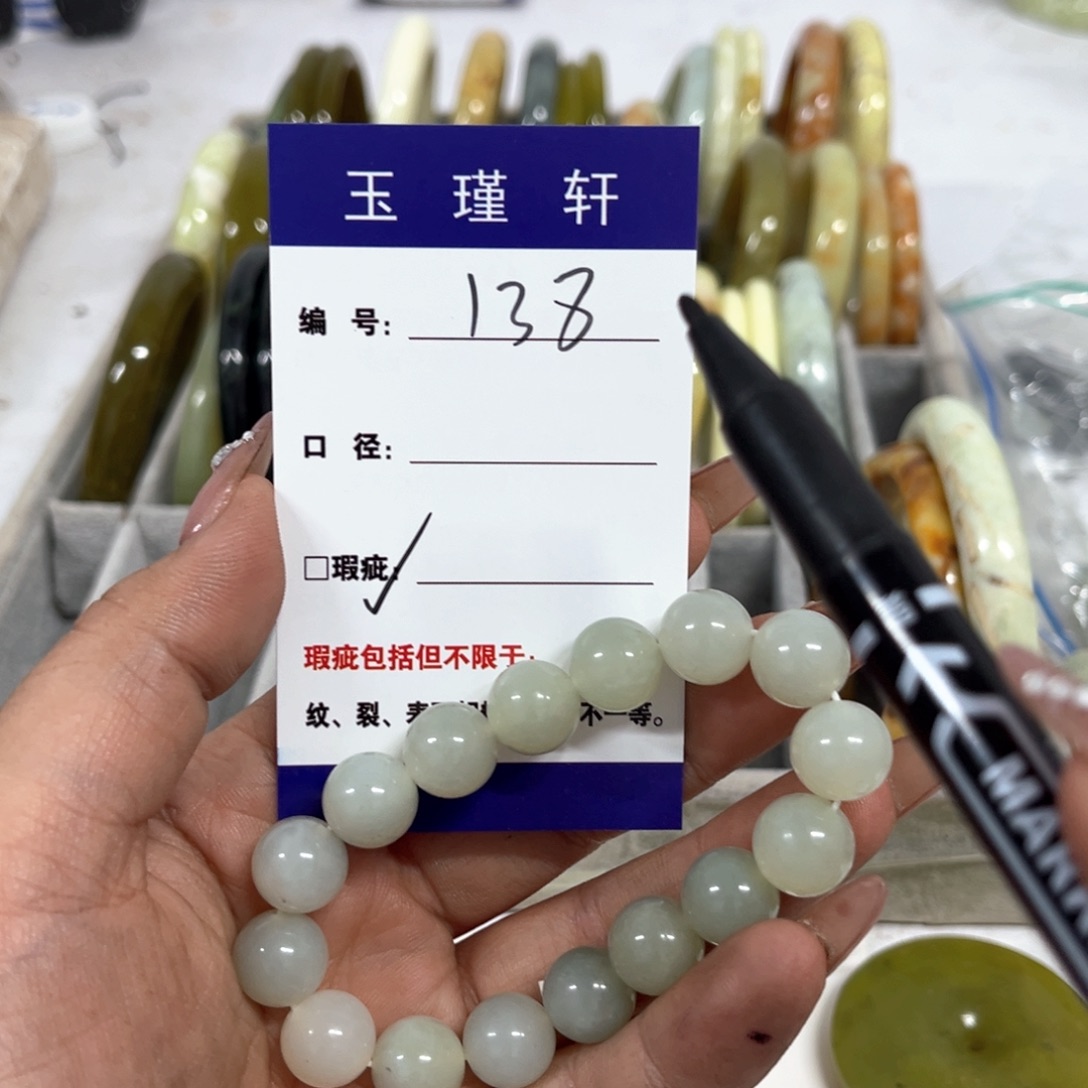 玉瑾轩
编号: 138
口径:
□瑕疵: ✓
瑕疵包括但不限于:
纹、裂、表 不一等。